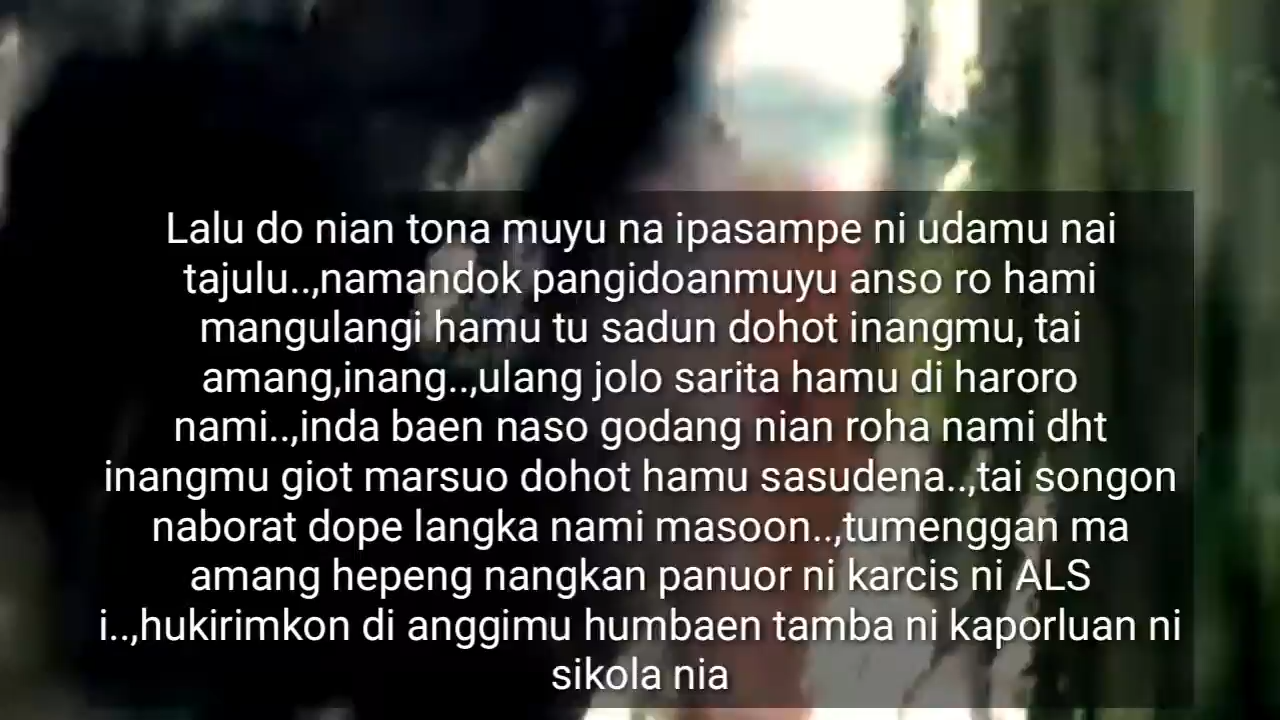 Lalu do nian tona muyu na ipasampe ni udamu nai
tajulu..,namandok pangidoanmuyu anso ro hami
mangulangi hamu tu sadun dohot inangmu, tai
amang,inang..,ulang jolo sarita hamu di haroro
nami..,inda baen naso godang nian roha nami dht
inangmu giot marsuo dohot hamu sasudena..,tai songon
naborat dope langka nami masoon..,tumenggan ma
amang hepeng nangkan panuor ni karcis ni ALS
i..,hukirimkon di anggimu humbaen tamba ni kaporluan ni
sikola nia